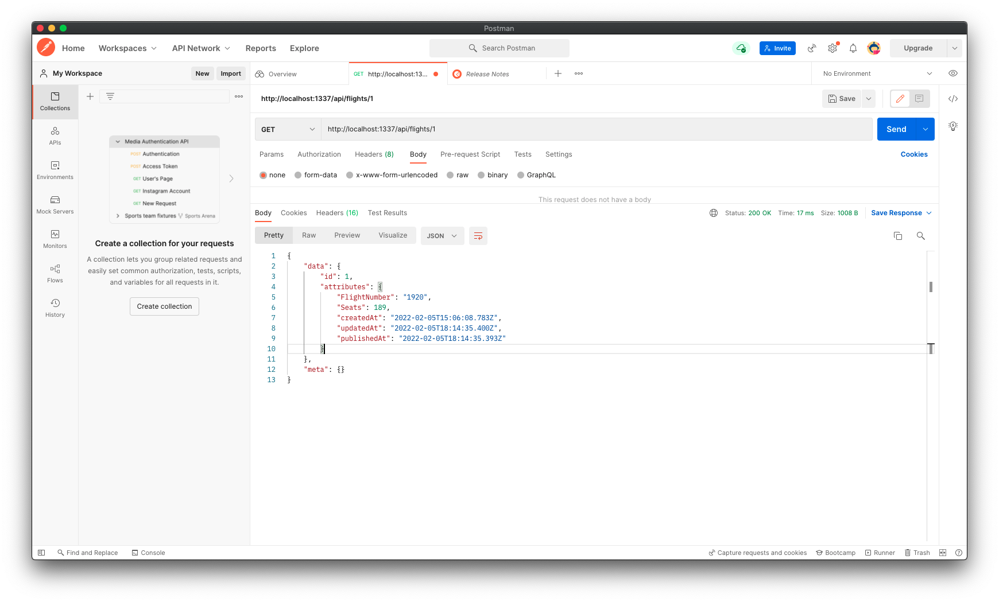 Postman
Home Workspaces API Network Reports Explore
Search Postman
Invite Upgrade
My Workspace New Import
Overview GET http://localhost:13... Release Notes No Environment
Collections
APIs
Environments
Mock Servers
Monitors
Flows
History
Media Authentication API
POST Authentication
POST Access Token
GET User's Page
GET Instagram Account
GET New Request
Sports team fixtures Sports Arena
Create a collection for your requests
A collection lets you group related requests and
easily set common authorization, tests, scripts,
and variables for all requests in it.
Create collection
http://localhost:1337/api/flights/1 Save
GET http://localhost:1337/api/flights/1 Send
Params Authorization Headers (8) Body Pre-request Script Tests Settings Cookies
none form-data x-www-form-urlencoded raw binary GraphQL
This request does not have a body
Body Cookies Headers (16) Test Results Status: 200 OK Time: 17 ms Size: 1008 B Save Response
Pretty Raw Preview Visualize JSON
1 {
2 "data": {
3 "id": 1,
4 "attributes": {
5 "FlightNumber": "1920",
6 "Seats": 189,
7 "createdAt": "2022-02-05T15:06:08.783Z",
8 "updatedAt": "2022-02-05T18:14:35.400Z",
9 "publishedAt": "2022-02-05T18:14:35.393Z"
10 }
11 },
12 "meta": {}
13 }
Find and Replace Console Capture requests and cookies Bootcamp Runner Trash